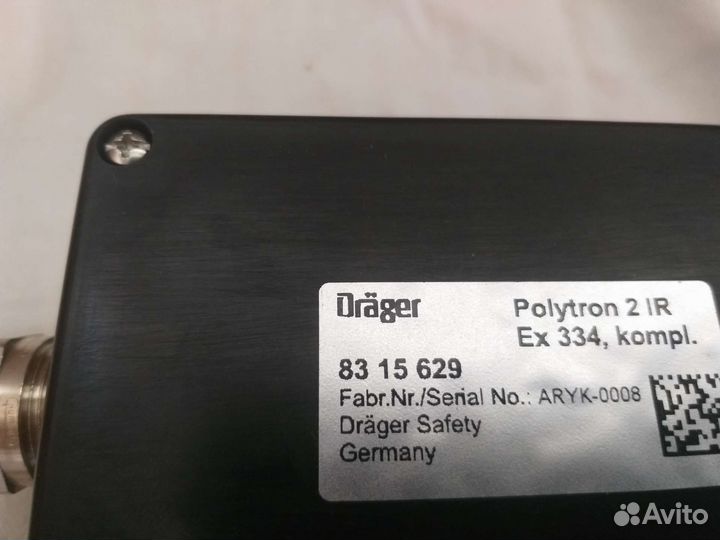 Dräger
Polytron 2 IR
Ex 334, kompl.
83 15 629
Fabr.Nr./Serial No.: ARYK-0008
Dräger Safety
Germany
Avito